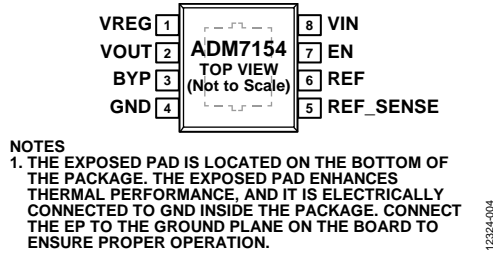 VREG 1
VOUT 2
BYP 3
GND 4
ADM7154
TOP VIEW
(Not to Scale)
8 VIN
7 EN
6 REF
5 REF_SENSE
NOTES
1. THE EXPOSED PAD IS LOCATED ON THE BOTTOM OF
THE PACKAGE. THE EXPOSED PAD ENHANCES
THERMAL PERFORMANCE, AND IT IS ELECTRICALLY
CONNECTED TO GND INSIDE THE PACKAGE. CONNECT
THE EP TO THE GROUND PLANE ON THE BOARD TO
ENSURE PROPER OPERATION.
12324-004